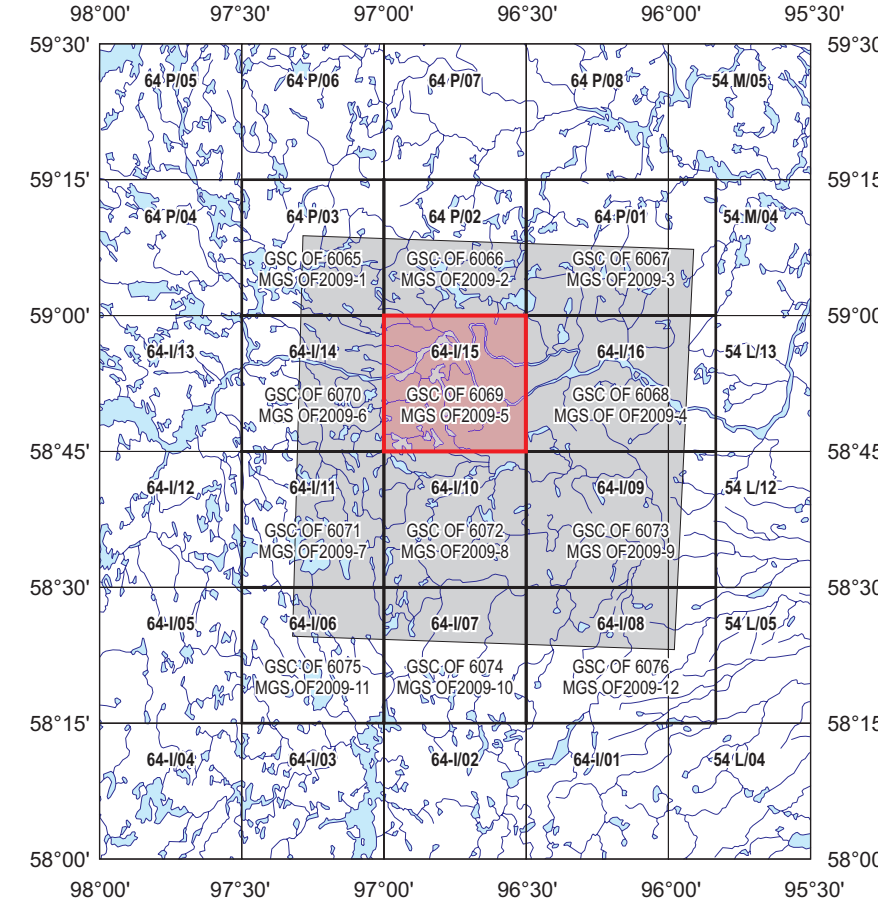 98°00' 97°30' 97°00' 96°30' 96°00' 95°30'
59°30' 59°30
64 P/05 64 P/06 64 P/07 64 P/08 54 M/05
59°15' 59°15
64 P/04 64 P/03 64 P/02 64 P/01 54 M/04
GSC OF 6065 GSC OF 6066 GSC OF 6067
MGS OF2009-1 MGS OF2009-2 MGS OF2009-3
59°00' 59°00
64-I/13 64-I/14 64-I/15 64-I/16 54 L/13
GSC OF 6070 GSC OF 6069 GSC OF 6068
MGS OF2009-6 MGS OF2009-5 MGS OF OF2009-4
58°45' 58°45
64-I/12 64-I/11 64-I/10 64-I/09 54 L/12
GSC OF 6071 GSC OF 6072 GSC OF 6073
MGS OF2009-7 MGS OF2009-8 MGS OF2009-9
58°30' 58°30
64-I/05 64-I/06 64-I/07 64-I/08 54 L/05
GSC OF 6075 GSC OF 6074 GSC OF 6076
MGS OF2009-11 MGS OF2009-10 MGS OF2009-12
58°15' 58°15
64-I/04 64-I/03 64-I/02 64-I/01 54 L/04
58°00' 58°00
98°00' 97°30' 97°00' 96°30' 96°00' 95°30'